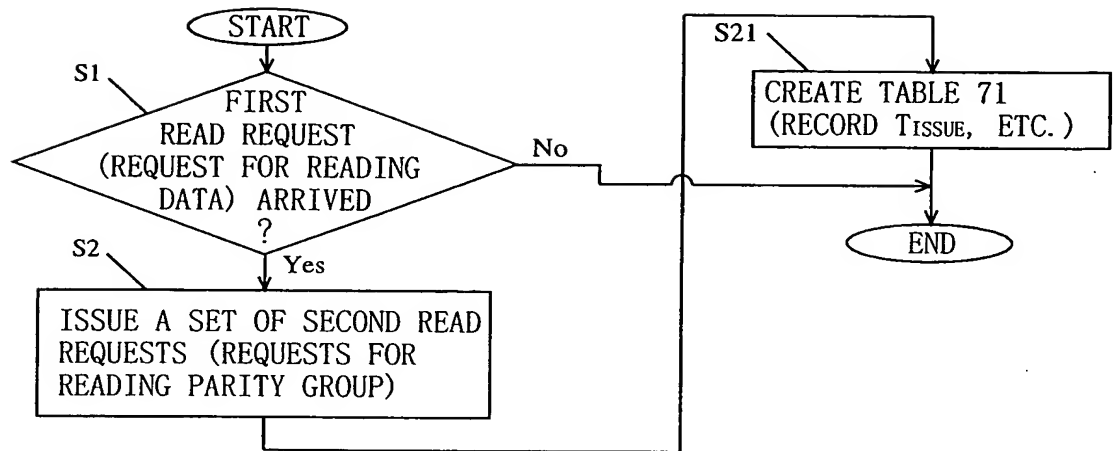 START
S1
FIRST
READ REQUEST
(REQUEST FOR READING
DATA) ARRIVED
?
No
Yes
S2
ISSUE A SET OF SECOND READ
REQUESTS (REQUESTS FOR
READING PARITY GROUP)
S21
CREATE TABLE 71
(RECORD TISSUE, ETC.)
END